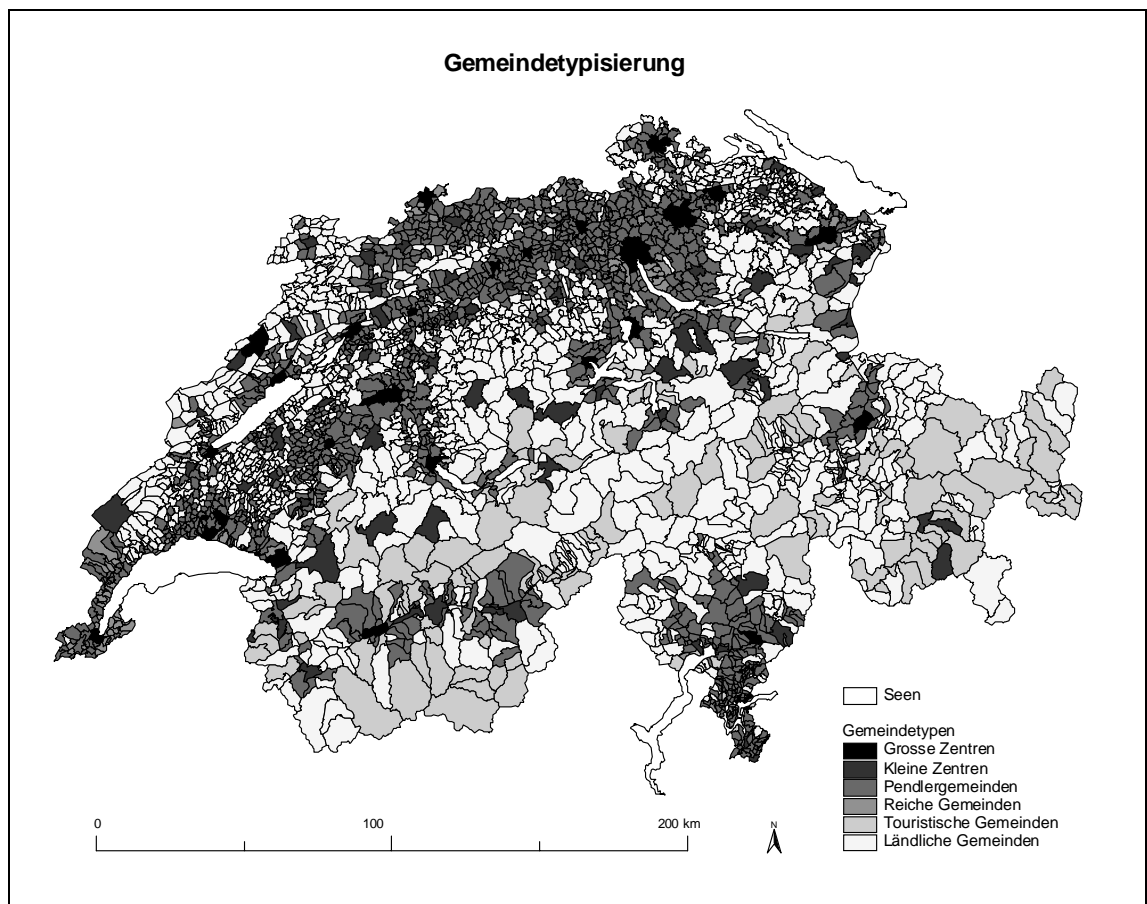 Gemeindetypisierung
Seen
Gemeindetypen
Grosse Zentren
Kleine Zentren
Pendlergemeinden
Reiche Gemeinden
Touristische Gemeinden
Ländliche Gemeinden
0 100 200 km
N